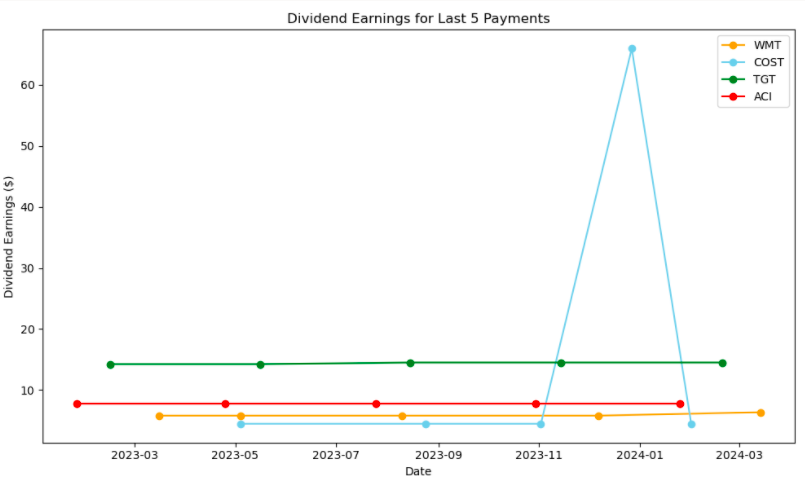 Dividend Earnings for Last 5 Payments
WMT
COST
TGT
ACI
Dividend Earnings ($)
60
50
40
30
20
10
2023-03
2023-05
2023-07
2023-09
2023-11
2024-01
2024-03
Date